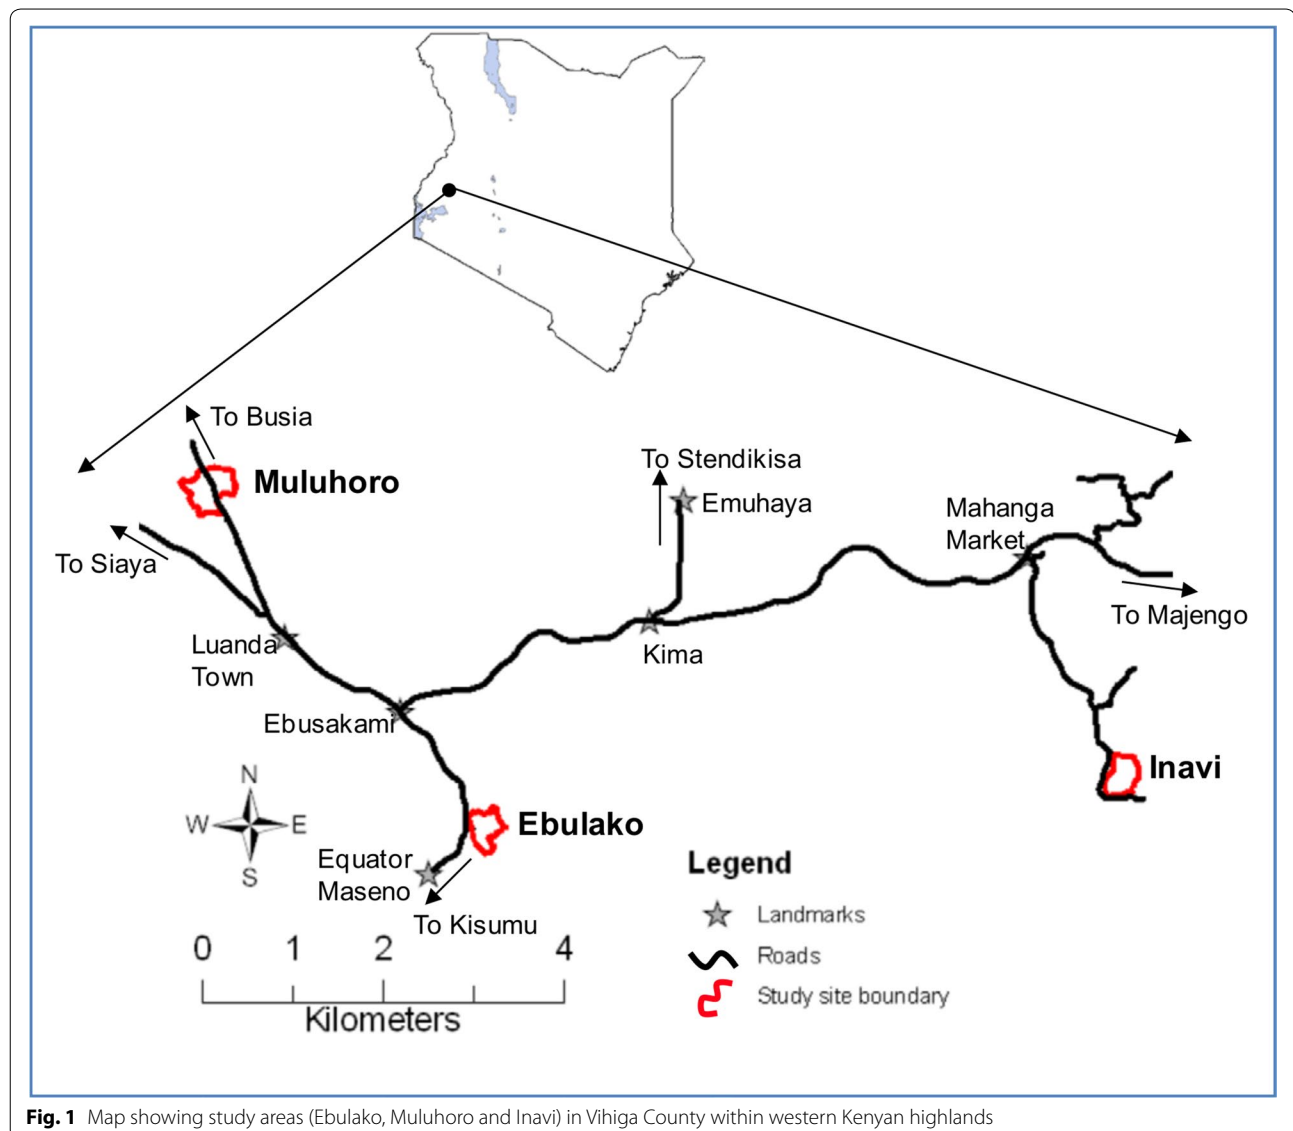 To Busia
Muluhoro
To Stendikisa
Emuhaya
Mahanga
Market
To Siaya
To Majengo
Luanda
Town
Kima
Ebusakami
Inavi
N
W E
S
Ebulako
Equator
Maseno
To Kisumu
Legend
Landmarks
Roads
Study site boundary
0 1 2 4
Kilometers
Fig. 1 Map showing study areas (Ebulako, Muluhoro and Inavi) in Vihiga County within western Kenyan highlands